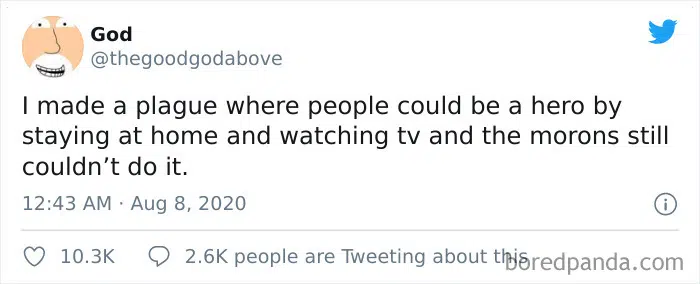 God
@thegoodgodabove
I made a plague where people could be a hero by
staying at home and watching tv and the morons still
couldn’t do it.
12:43 AM · Aug 8, 2020
10.3K 2.6K people are Tweeting about this
boredpanda.com